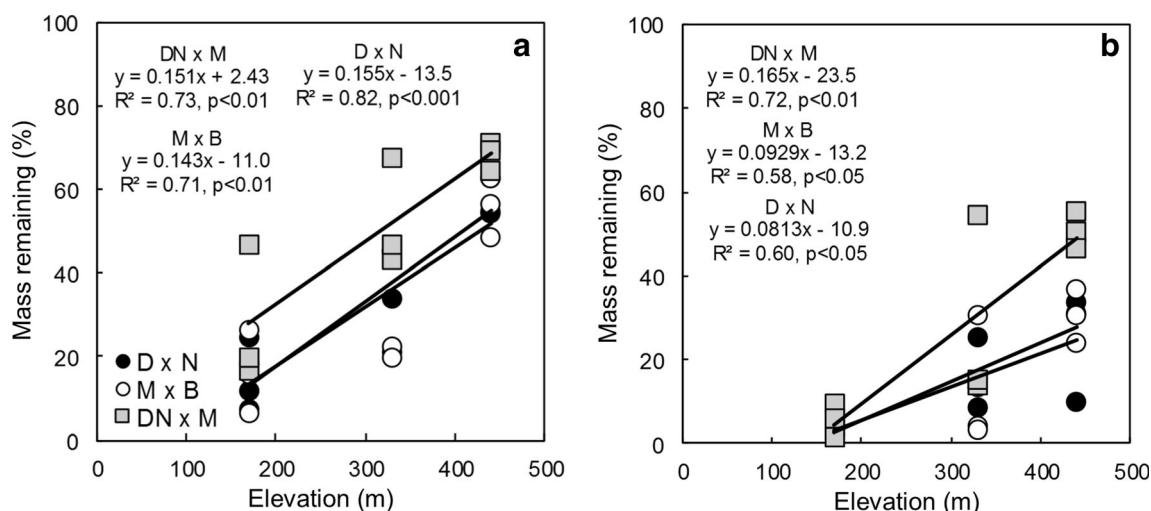 a
DN x M
y = 0.151x + 2.43
R² = 0.73, p<0.01
D x N
y = 0.155x - 13.5
R² = 0.82, p<0.001
M x B
y = 0.143x - 11.0
R² = 0.71, p<0.01
Mass remaining (%)
100
80
60
40
20
0
D x N
M x B
DN x M
0 100 200 300 400 500
Elevation (m)
b
DN x M
y = 0.165x - 23.5
R² = 0.72, p<0.01
M x B
y = 0.0929x - 13.2
R² = 0.58, p<0.05
D x N
y = 0.0813x - 10.9
R² = 0.60, p<0.05
Mass remaining (%)
100
80
60
40
20
0
0 100 200 300 400 500
Elevation (m)